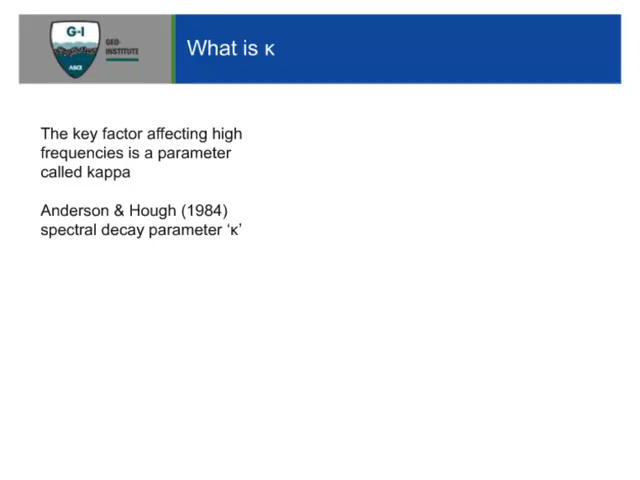 G-I
GEO-
INSTITUTE
ASCE
What is κ
The key factor affecting high
frequencies is a parameter
called kappa
Anderson & Hough (1984)
spectral decay parameter ‘κ’